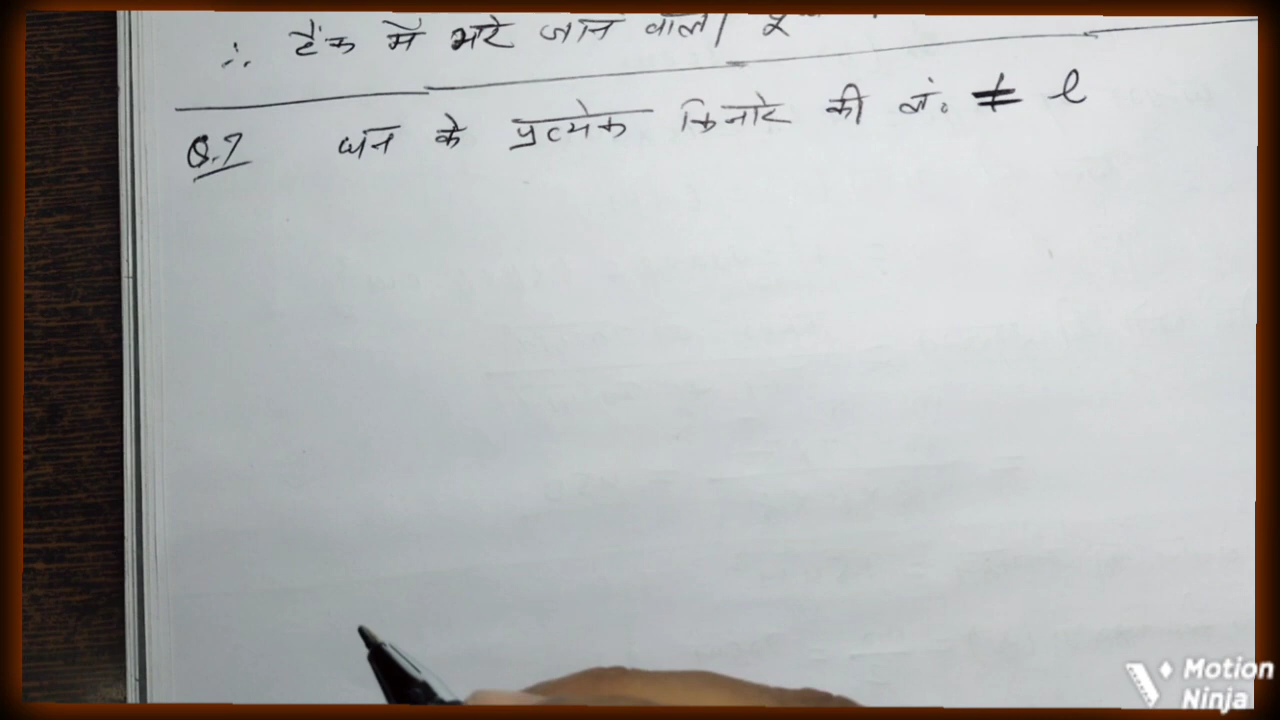 ∴ टैंक में भरे जाने वाला
Q.7 घन के प्रत्येक किनारे की लं. = l
Motion
Ninja